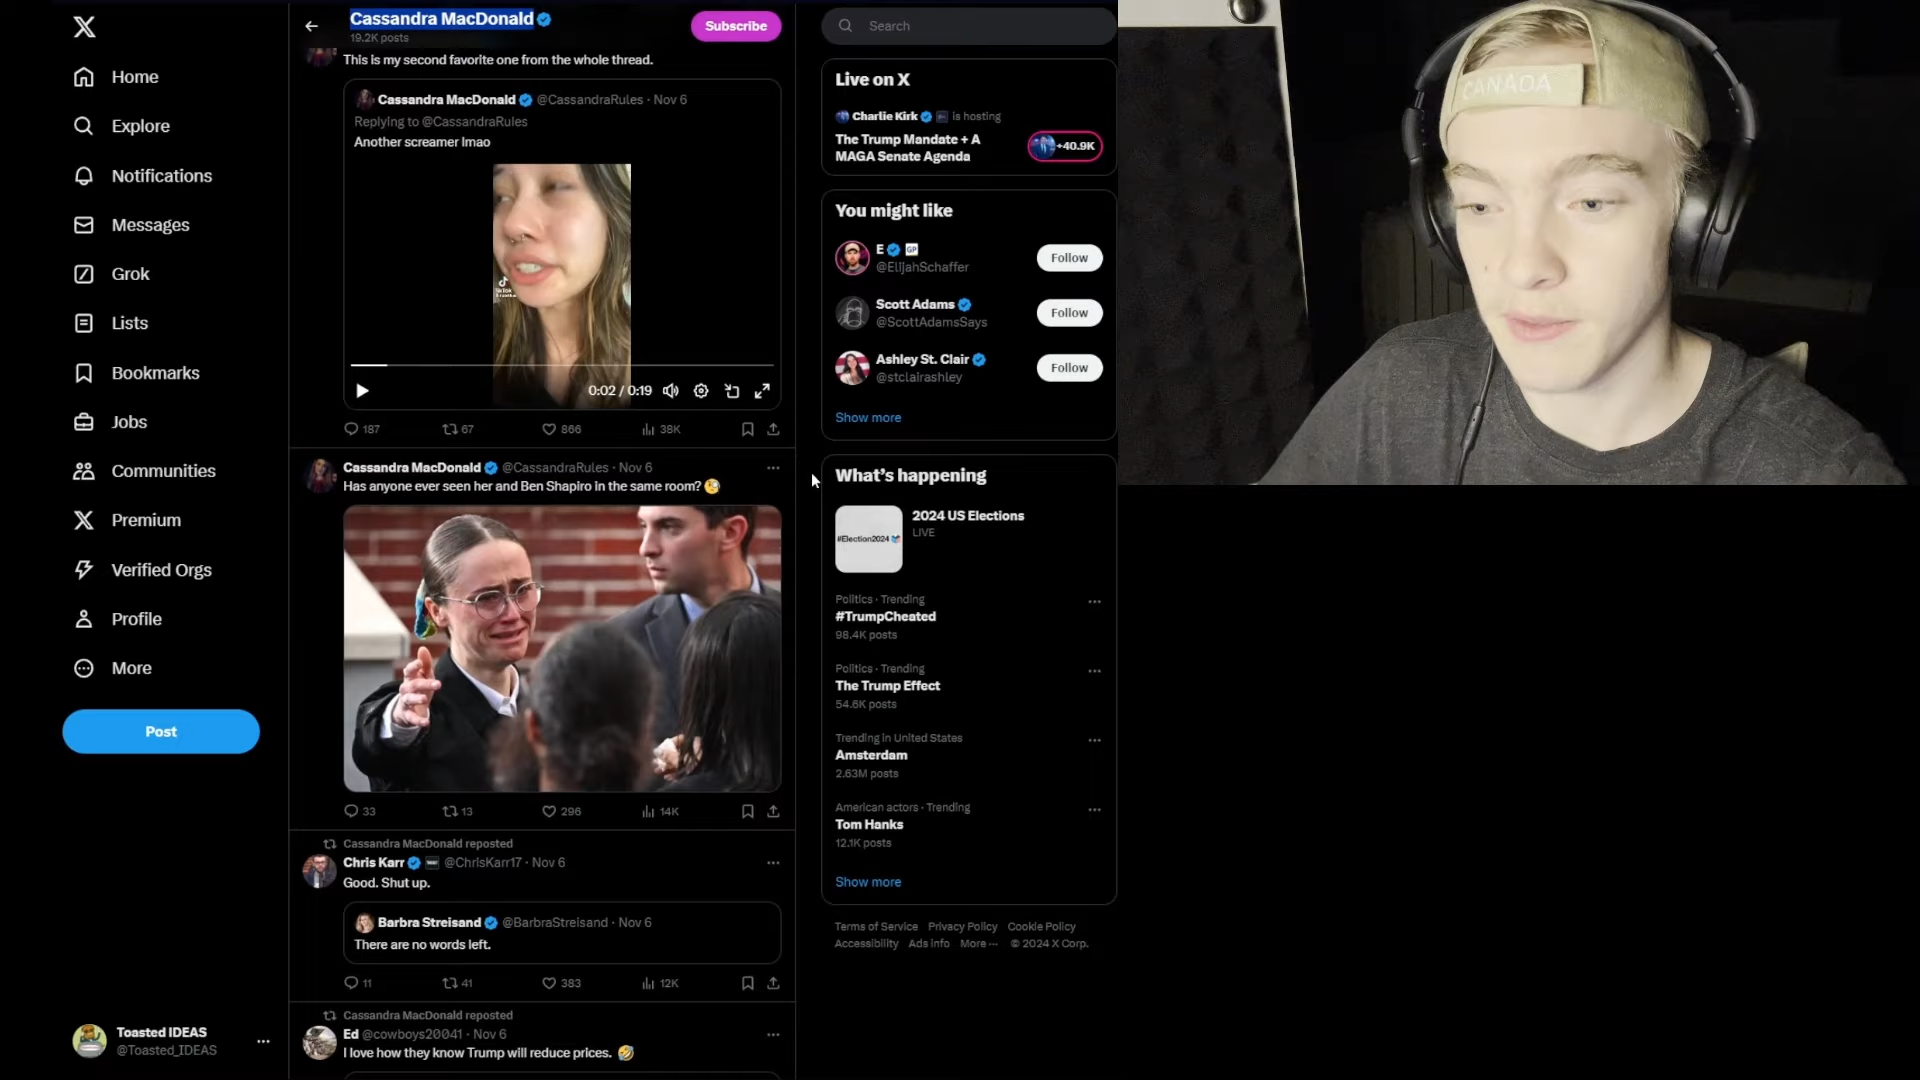 Home
Explore
Notifications
Messages
Grok
Lists
Bookmarks
Jobs
Communities
Premium
Verified Orgs
Profile
More
Post
Toasted IDEAS
@Toasted_IDEAS
Cassandra MacDonald
19.2K posts
Subscribe
This is my second favorite one from the whole thread.
Cassandra MacDonald @CassandraRules · Nov 6
Replying to @CassandraRules
Another screamer lmao
TikTok
0:02 / 0:19
187 67 866 38K
Cassandra MacDonald @CassandraRules · Nov 6
Has anyone ever seen her and Ben Shapiro in the same room? 🧐
33 13 296 14K
Cassandra MacDonald reposted
Chris Karr @ChrisKarr17 · Nov 6
Good. Shut up.
Barbra Streisand @BarbraStreisand · Nov 6
There are no words left.
11 41 383 12K
Cassandra MacDonald reposted
Ed @cowboys20041 · Nov 6
I love how they know Trump will reduce prices. 🤣
Search
Live on X
Charlie Kirk is hosting
The Trump Mandate + A
MAGA Senate Agenda
+40.9K
You might like
E GP
@ElijahSchaffer
Follow
Scott Adams
@ScottAdamsSays
Follow
Ashley St. Clair
@stclairashley
Follow
Show more
What's happening
#Election2024
2024 US Elections
LIVE
Politics · Trending
#TrumpCheated
98.4K posts
Politics · Trending
The Trump Effect
54.6K posts
Trending in United States
Amsterdam
2.63M posts
American actors · Trending
Tom Hanks
12.1K posts
Show more
Terms of Service Privacy Policy Cookie Policy
Accessibility Ads info More ··· © 2024 X Corp.
CANADA